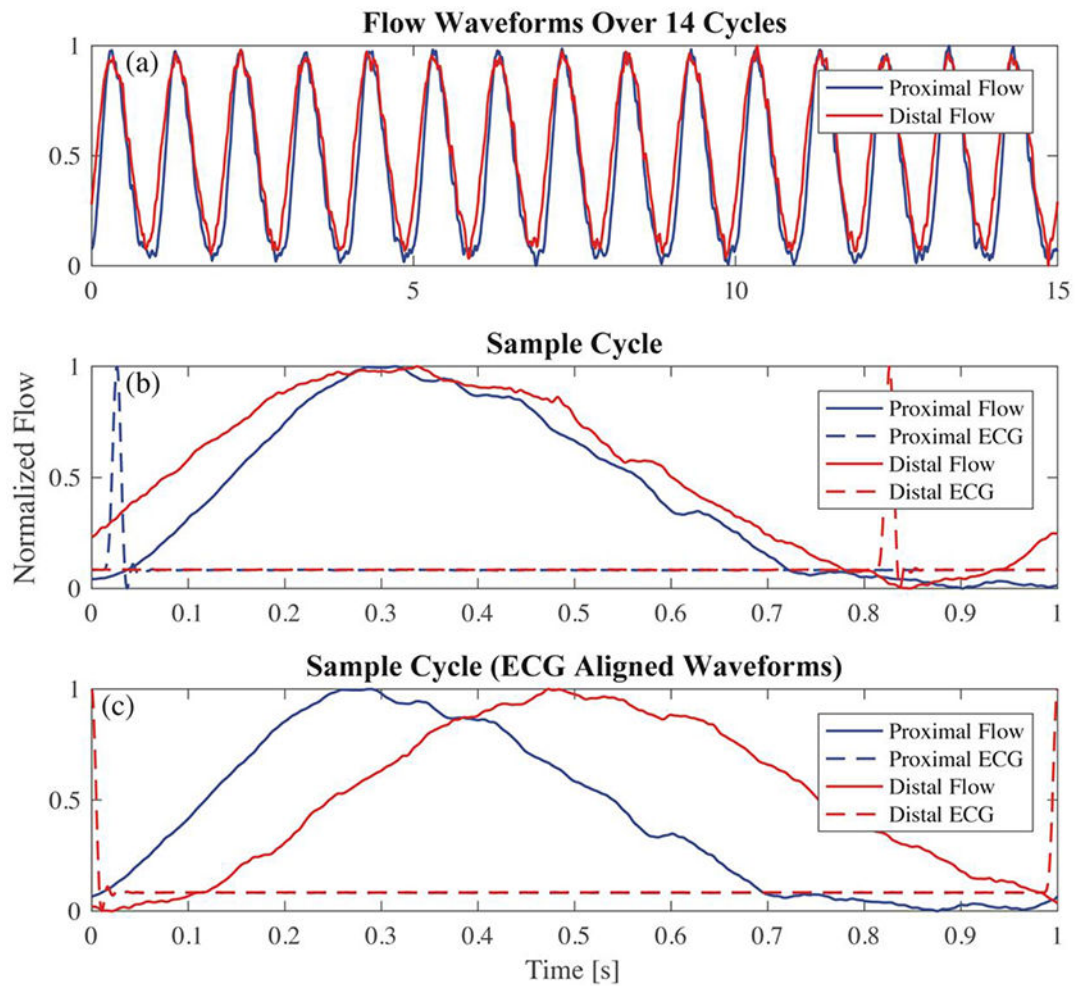 Flow Waveforms Over 14 Cycles
(a)
1
0.5
0
Proximal Flow
Distal Flow
0 5 10 15
Sample Cycle
(b)
Normalized Flow
1
0.5
0
Proximal Flow
Proximal ECG
Distal Flow
Distal ECG
0 0.1 0.2 0.3 0.4 0.5 0.6 0.7 0.8 0.9 1
Sample Cycle (ECG Aligned Waveforms)
(c)
1
0.5
0
Proximal Flow
Proximal ECG
Distal Flow
Distal ECG
0 0.1 0.2 0.3 0.4 0.5 0.6 0.7 0.8 0.9 1
Time [s]